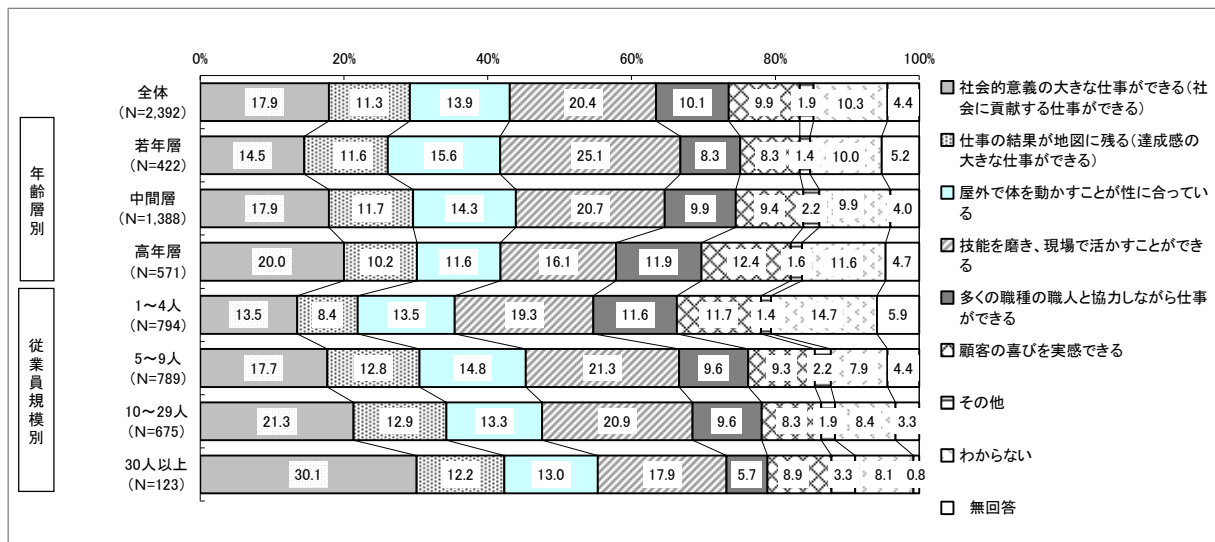 0% 20% 40% 60% 80% 100%
全体
(N=2,392)
17.9 11.3 13.9 20.4 10.1 9.9 1.9 10.3 4.4
年齢層別
若年層
(N=422)
14.5 11.6 15.6 25.1 8.3 8.3 1.4 10.0 5.2
中間層
(N=1,388)
17.9 11.7 14.3 20.7 9.9 9.4 2.2 9.9 4.0
高年層
(N=571)
20.0 10.2 11.6 16.1 11.9 12.4 1.6 11.6 4.7
従業員規模別
1～4人
(N=794)
13.5 8.4 13.5 19.3 11.6 11.7 1.4 14.7 5.9
5～9人
(N=789)
17.7 12.8 14.8 21.3 9.6 9.3 2.2 7.9 4.4
10～29人
(N=675)
21.3 12.9 13.3 20.9 9.6 8.3 1.9 8.4 3.3
30人以上
(N=123)
30.1 12.2 13.0 17.9 5.7 8.9 3.3 8.1 0.8
社会的意義の大きな仕事ができる(社
会に貢献する仕事ができる)
仕事の結果が地図に残る(達成感の
大きな仕事ができる)
屋外で体を動かすことが性に合ってい
る
技能を磨き、現場で活かすことができ
る
多くの職種の職人と協力しながら仕事
ができる
顧客の喜びを実感できる
その他
わからない
無回答